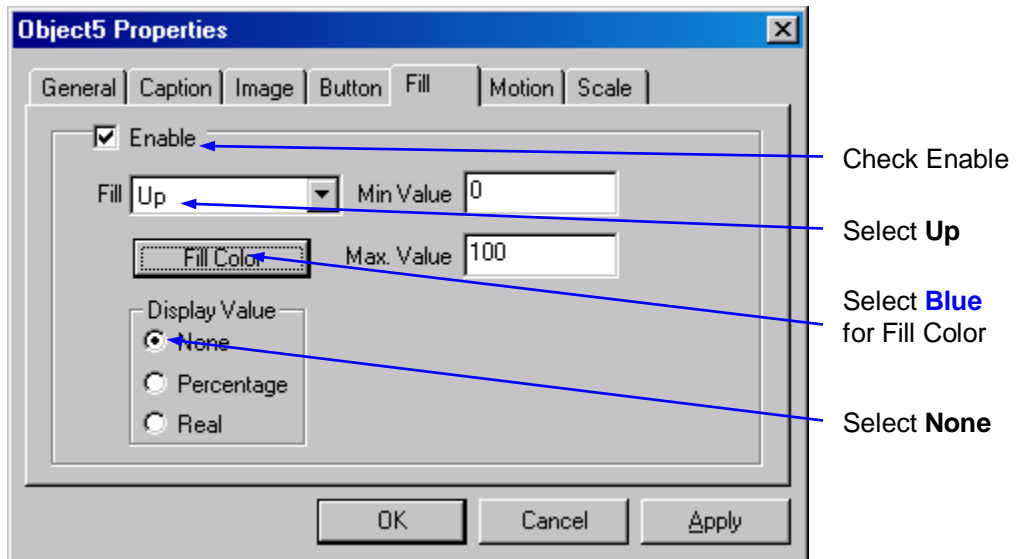 Object5 Properties
General Caption Image Button Fill Motion Scale
Enable
Fill Up Min Value 0
Fill Color Max. Value 100
Display Value
None
Percentage
Real
OK Cancel Apply
Check Enable
Select Up
Select Blue
for Fill Color
Select None